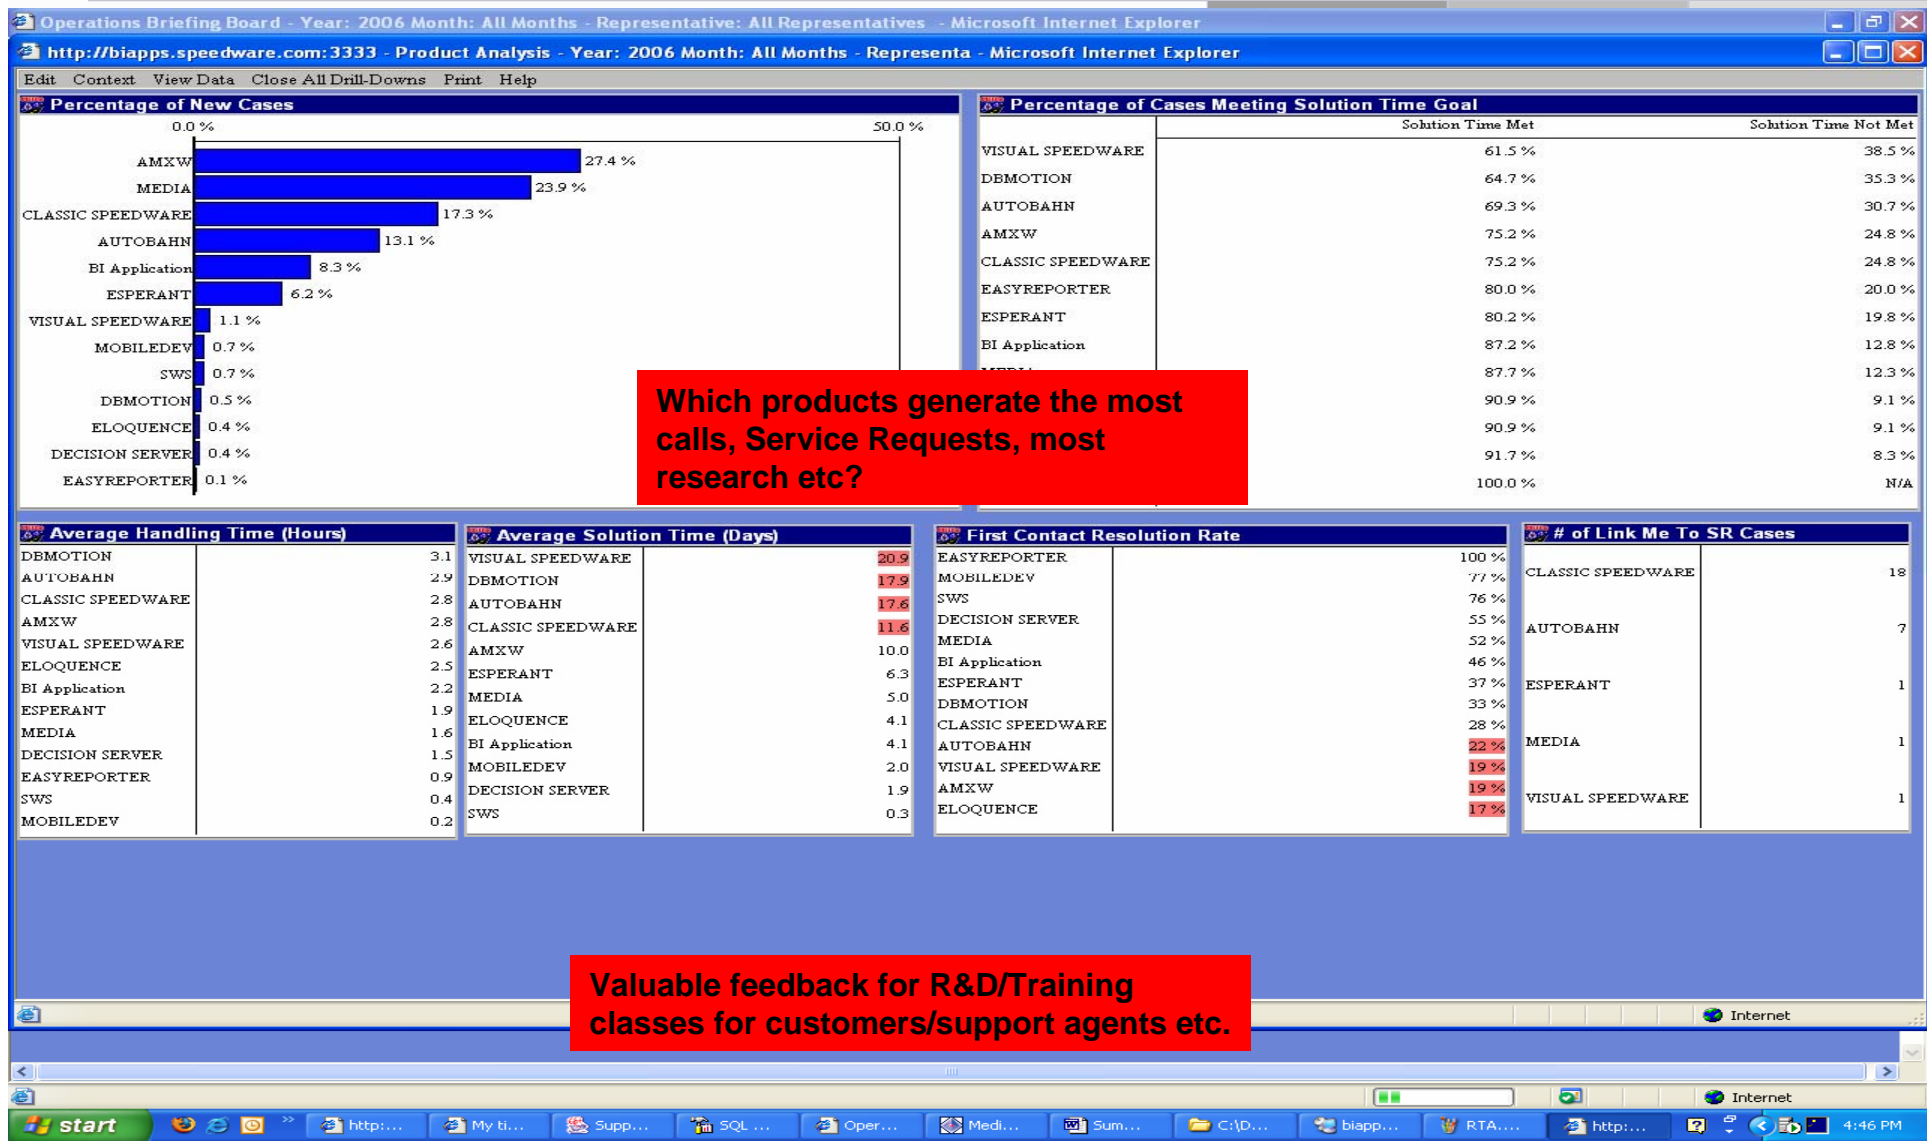 Operations Briefing Board - Year: 2006 Month: All Months - Representative: All Representatives - Microsoft Internet Explorer
http://biapps.speedware.com:3333 - Product Analysis - Year: 2006 Month: All Months - Representa - Microsoft Internet Explorer
Edit Context View Data Close All Drill-Downs Print Help
Percentage of New Cases
0.0 % 50.0 %
AMXW 27.4 %
MEDIA 23.9 %
CLASSIC SPEEDWARE 17.3 %
AUTOBAHN 13.1 %
BI Application 8.3 %
ESPERANT 6.2 %
VISUAL SPEEDWARE 1.1 %
MOBILEDEV 0.7 %
SWS 0.7 %
DBMOTION 0.5 %
ELOQUENCE 0.4 %
DECISION SERVER 0.4 %
EASYREPORTER 0.1 %
Percentage of Cases Meeting Solution Time Goal
Solution Time Met Solution Time Not Met
VISUAL SPEEDWARE 61.5 % 38.5 %
DBMOTION 64.7 % 35.3 %
AUTOBAHN 69.3 % 30.7 %
AMXW 75.2 % 24.8 %
CLASSIC SPEEDWARE 75.2 % 24.8 %
EASYREPORTER 80.0 % 20.0 %
ESPERANT 80.2 % 19.8 %
BI Application 87.2 % 12.8 %
87.7 % 12.3 %
90.9 % 9.1 %
90.9 % 9.1 %
91.7 % 8.3 %
100.0 % N/A
Which products generate the most
calls, Service Requests, most
research etc?
Average Handling Time (Hours)
DBMOTION 3.1
AUTOBAHN 2.9
CLASSIC SPEEDWARE 2.8
AMXW 2.8
VISUAL SPEEDWARE 2.6
ELOQUENCE 2.5
BI Application 2.2
ESPERANT 1.9
MEDIA 1.6
DECISION SERVER 1.5
EASYREPORTER 0.9
SWS 0.4
MOBILEDEV 0.2
Average Solution Time (Days)
VISUAL SPEEDWARE 20.9
DBMOTION 17.9
AUTOBAHN 17.6
CLASSIC SPEEDWARE 11.6
AMXW 10.0
ESPERANT 6.3
MEDIA 5.0
ELOQUENCE 4.1
BI Application 4.1
MOBILEDEV 2.0
DECISION SERVER 1.9
SWS 0.3
First Contact Resolution Rate
EASYREPORTER 100 %
MOBILEDEV 77 %
SWS 76 %
DECISION SERVER 55 %
MEDIA 52 %
BI Application 46 %
ESPERANT 37 %
DBMOTION 33 %
CLASSIC SPEEDWARE 28 %
AUTOBAHN 22 %
VISUAL SPEEDWARE 19 %
AMXW 19 %
ELOQUENCE 17 %
# of Link Me To SR Cases
CLASSIC SPEEDWARE 18
AUTOBAHN 7
ESPERANT 1
MEDIA 1
VISUAL SPEEDWARE 1
Valuable feedback for R&D/Training
classes for customers/support agents etc.
Internet
Internet
start http:... My ti... Supp... SQL ... Oper... Medi... Sum... C:\D... biapp... RTA.... http:... 4:46 PM